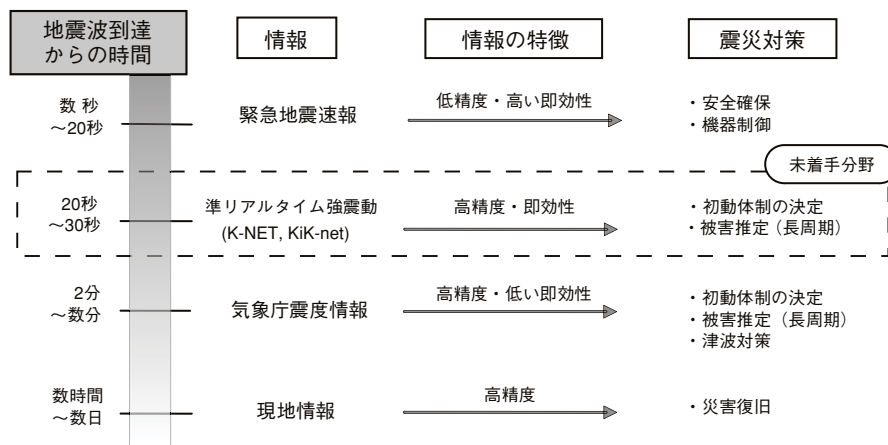 地震波到達
からの時間
情報
情報の特徴
震災対策
数 秒
～20秒
緊急地震速報
低精度・高い即効性
・安全確保
・機器制御
未着手分野
20秒
～30秒
準リアルタイム強震動
(K-NET, KiK-net)
高精度・即効性
・初動体制の決定
・被害推定（長周期）
2分
～数分
気象庁震度情報
高精度・低い即効性
・初動体制の決定
・被害推定（長周期）
・津波対策
数時間
～数日
現地情報
高精度
・災害復旧